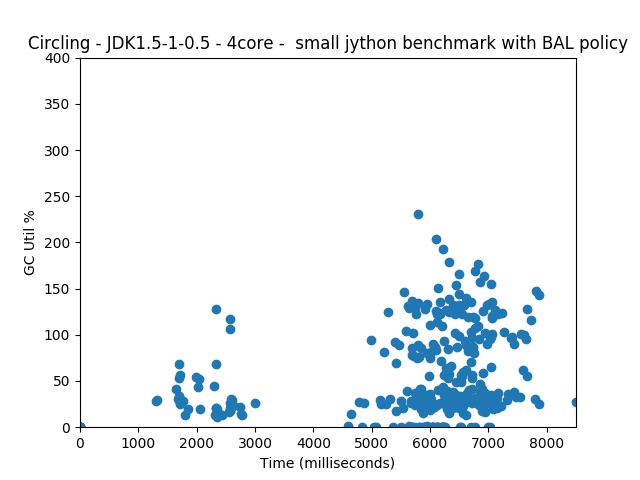 Circling - JDK1.5-1-0.5 - 4core -  small jython benchmark with BAL policy
400
350
300
250
200
150
100
50
0
GC Util %
0 1000 2000 3000 4000 5000 6000 7000 8000
Time (milliseconds)